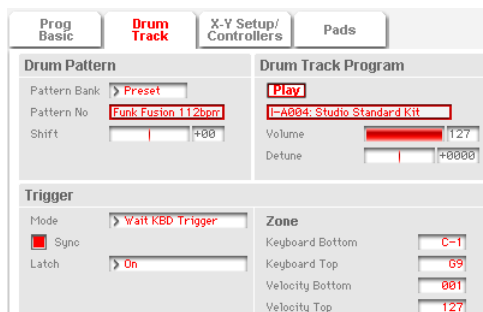 Prog Basic
Drum Track
X-Y Setup/ Controllers
Pads
Drum Pattern
Pattern Bank Preset
Pattern No Funk Fusion 112bpm
Shift +00
Drum Track Program
Play
I-A004: Studio Standard Kit
Volume 127
Detune +0000
Trigger
Mode Wait KBD Trigger
Sync
Latch On
Zone
Keyboard Bottom C-1
Keyboard Top G9
Velocity Bottom 001
Velocity Top 127